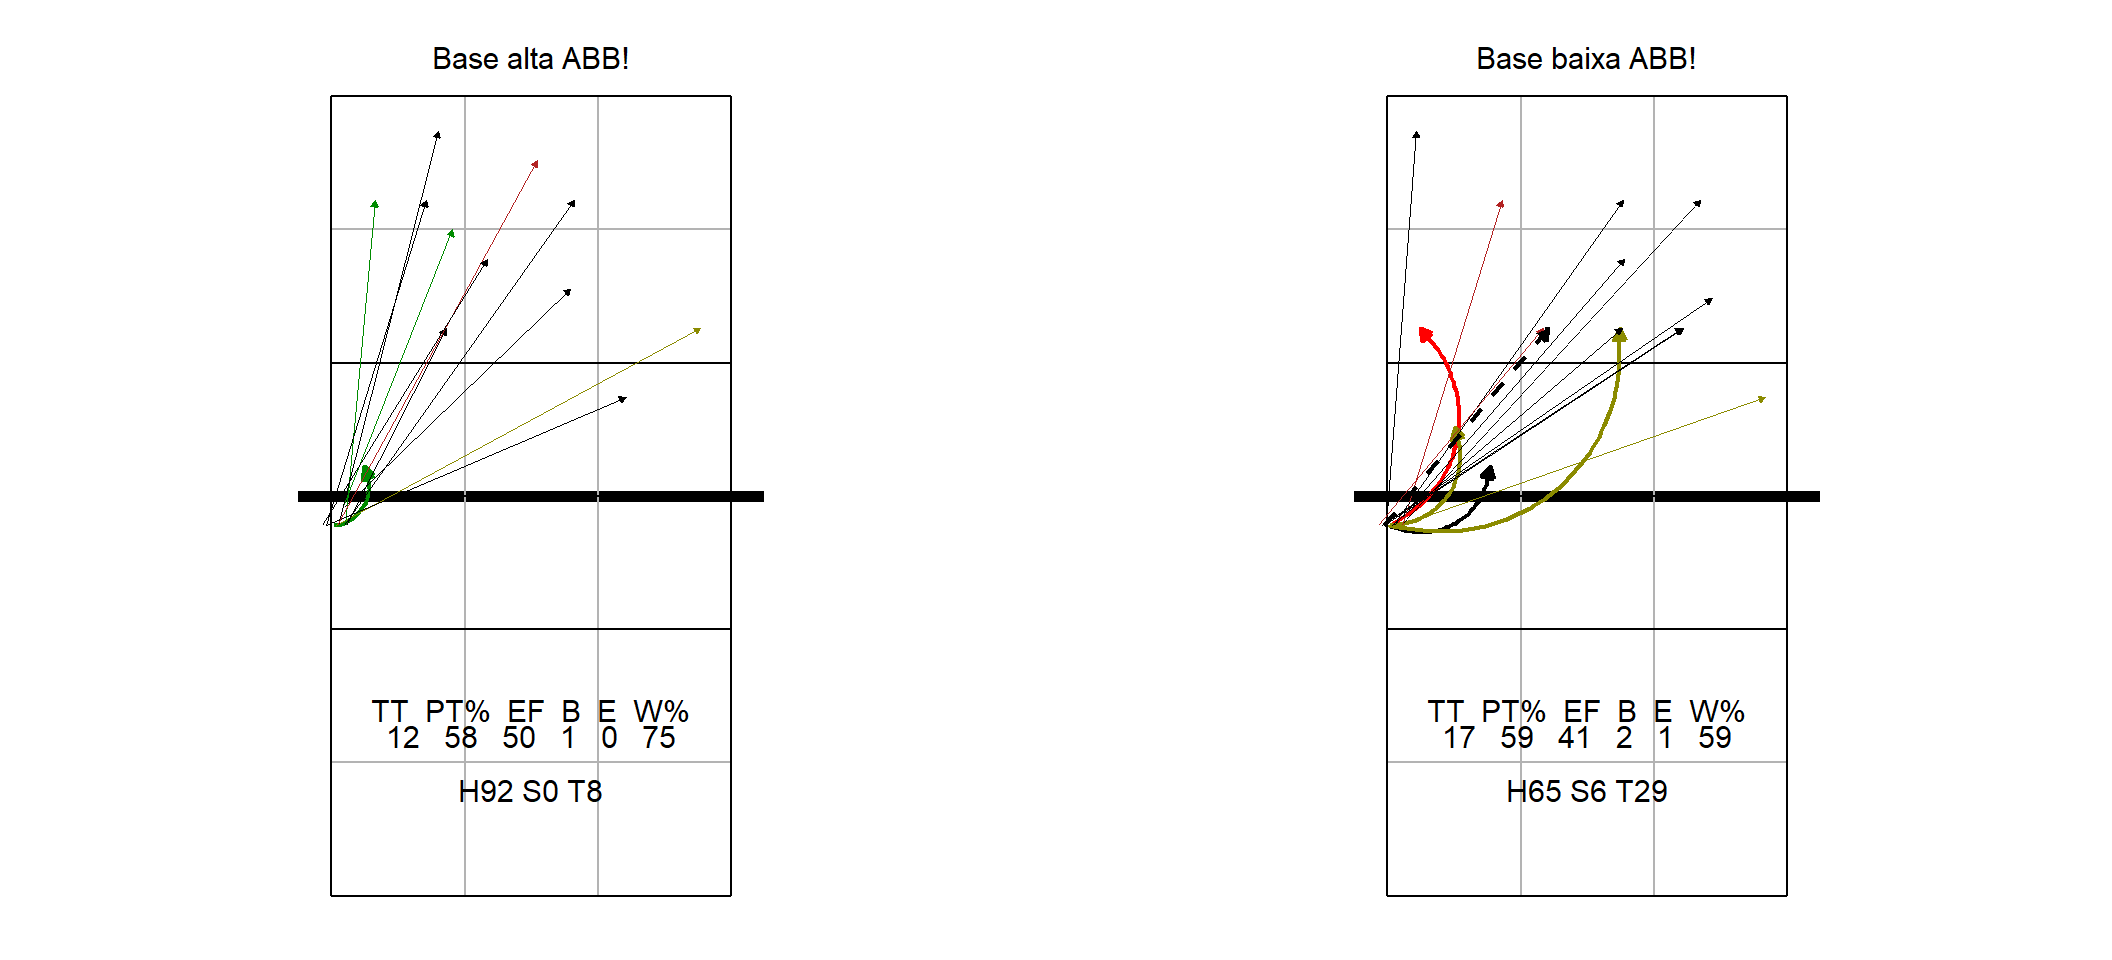 Base alta ABB!
TT PT% EF B E W%
12 58 50 1 0 75
H92 S0 T8
Base baixa ABB!
TT PT% EF B E W%
17 59 41 2 1 59
H65 S6 T29